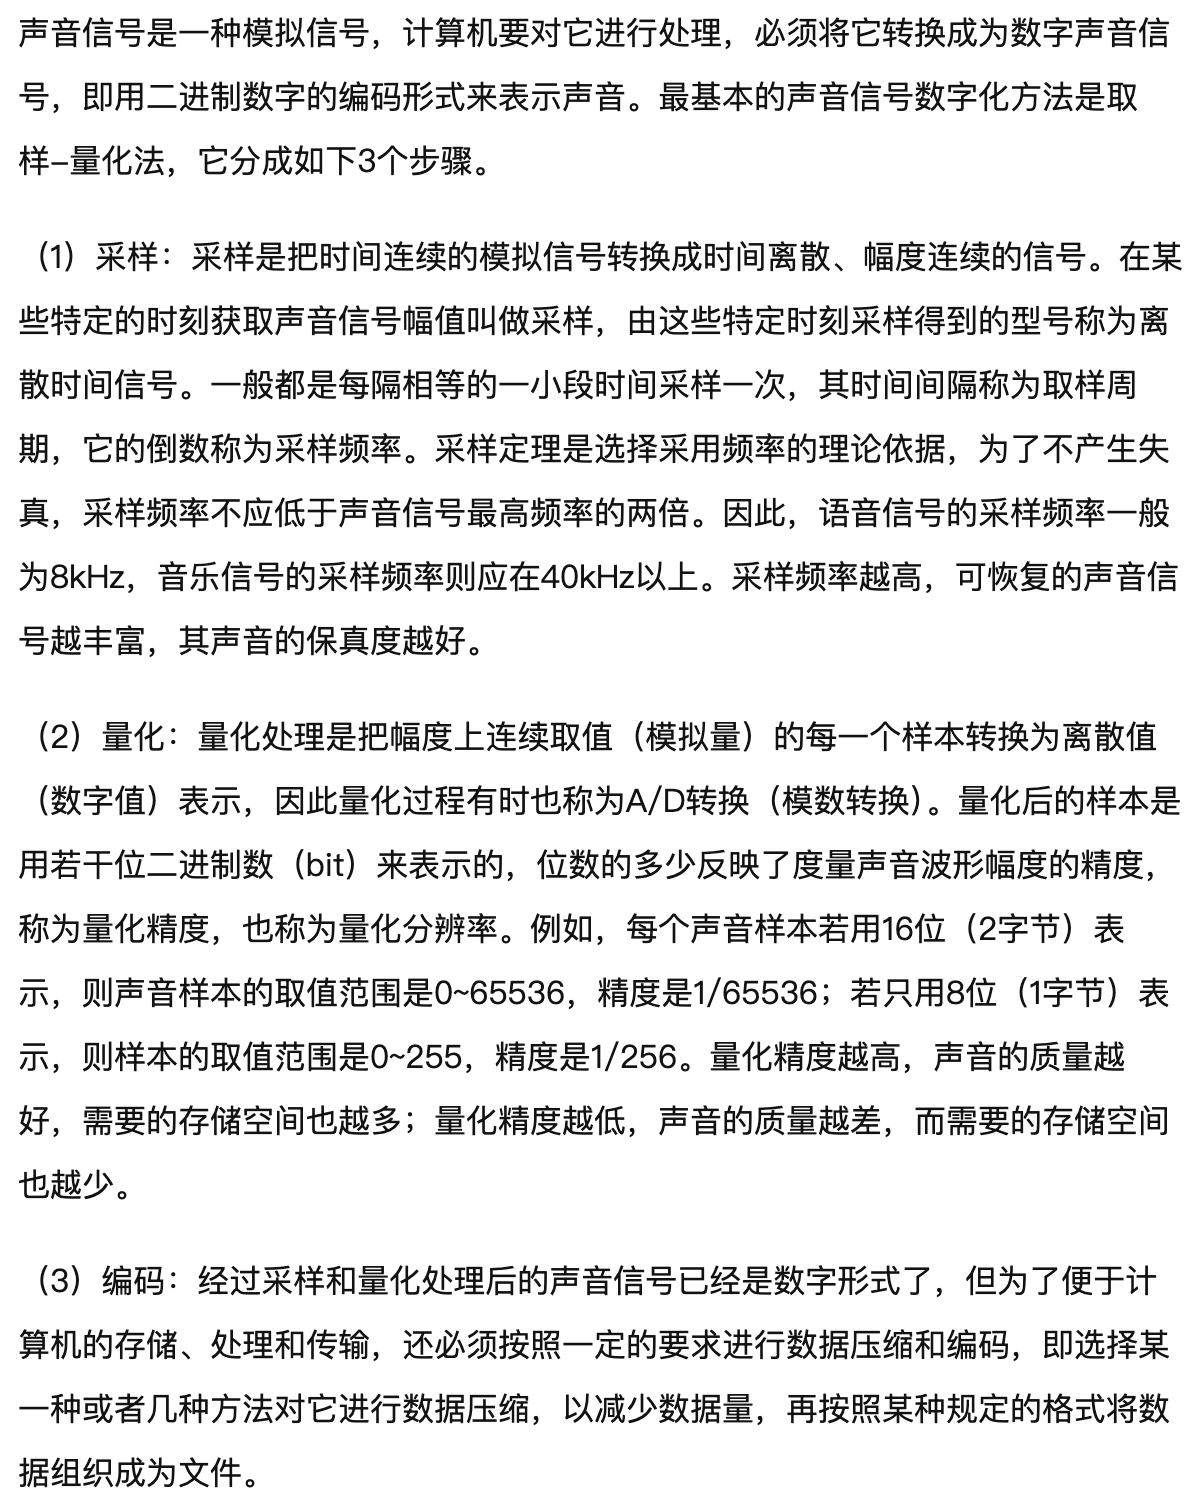 声音信号是一种模拟信号，计算机要对它进行处理，必须将它转换成为数字声音信
号，即用二进制数字的编码形式来表示声音。最基本的声音信号数字化方法是取
样–量化法，它分成如下3个步骤。
（1）采样：采样是把时间连续的模拟信号转换成时间离散、幅度连续的信号。在某
些特定的时刻获取声音信号幅值叫做采样，由这些特定时刻采样得到的型号称为离
散时间信号。一般都是每隔相等的一小段时间采样一次，其时间间隔称为取样周
期，它的倒数称为采样频率。采样定理是选择采用频率的理论依据，为了不产生失
真，采样频率不应低于声音信号最高频率的两倍。因此，语音信号的采样频率一般
为8kHz，音乐信号的采样频率则应在40kHz以上。采样频率越高，可恢复的声音信
号越丰富，其声音的保真度越好。
（2）量化：量化处理是把幅度上连续取值（模拟量）的每一个样本转换为离散值
（数字值）表示，因此量化过程有时也称为A/D转换（模数转换）。量化后的样本是
用若干位二进制数（bit）来表示的，位数的多少反映了度量声音波形幅度的精度，
称为量化精度，也称为量化分辨率。例如，每个声音样本若用16位（2字节）表
示，则声音样本的取值范围是0~65536，精度是1/65536；若只用8位（1字节）表
示，则样本的取值范围是0~255，精度是1/256。量化精度越高，声音的质量越
好，需要的存储空间也越多；量化精度越低，声音的质量越差，而需要的存储空间
也越少。
（3）编码：经过采样和量化处理后的声音信号已经是数字形式了，但为了便于计
算机的存储、处理和传输，还必须按照一定的要求进行数据压缩和编码，即选择某
一种或者几种方法对它进行数据压缩，以减少数据量，再按照某种规定的格式将数
据组织成为文件。